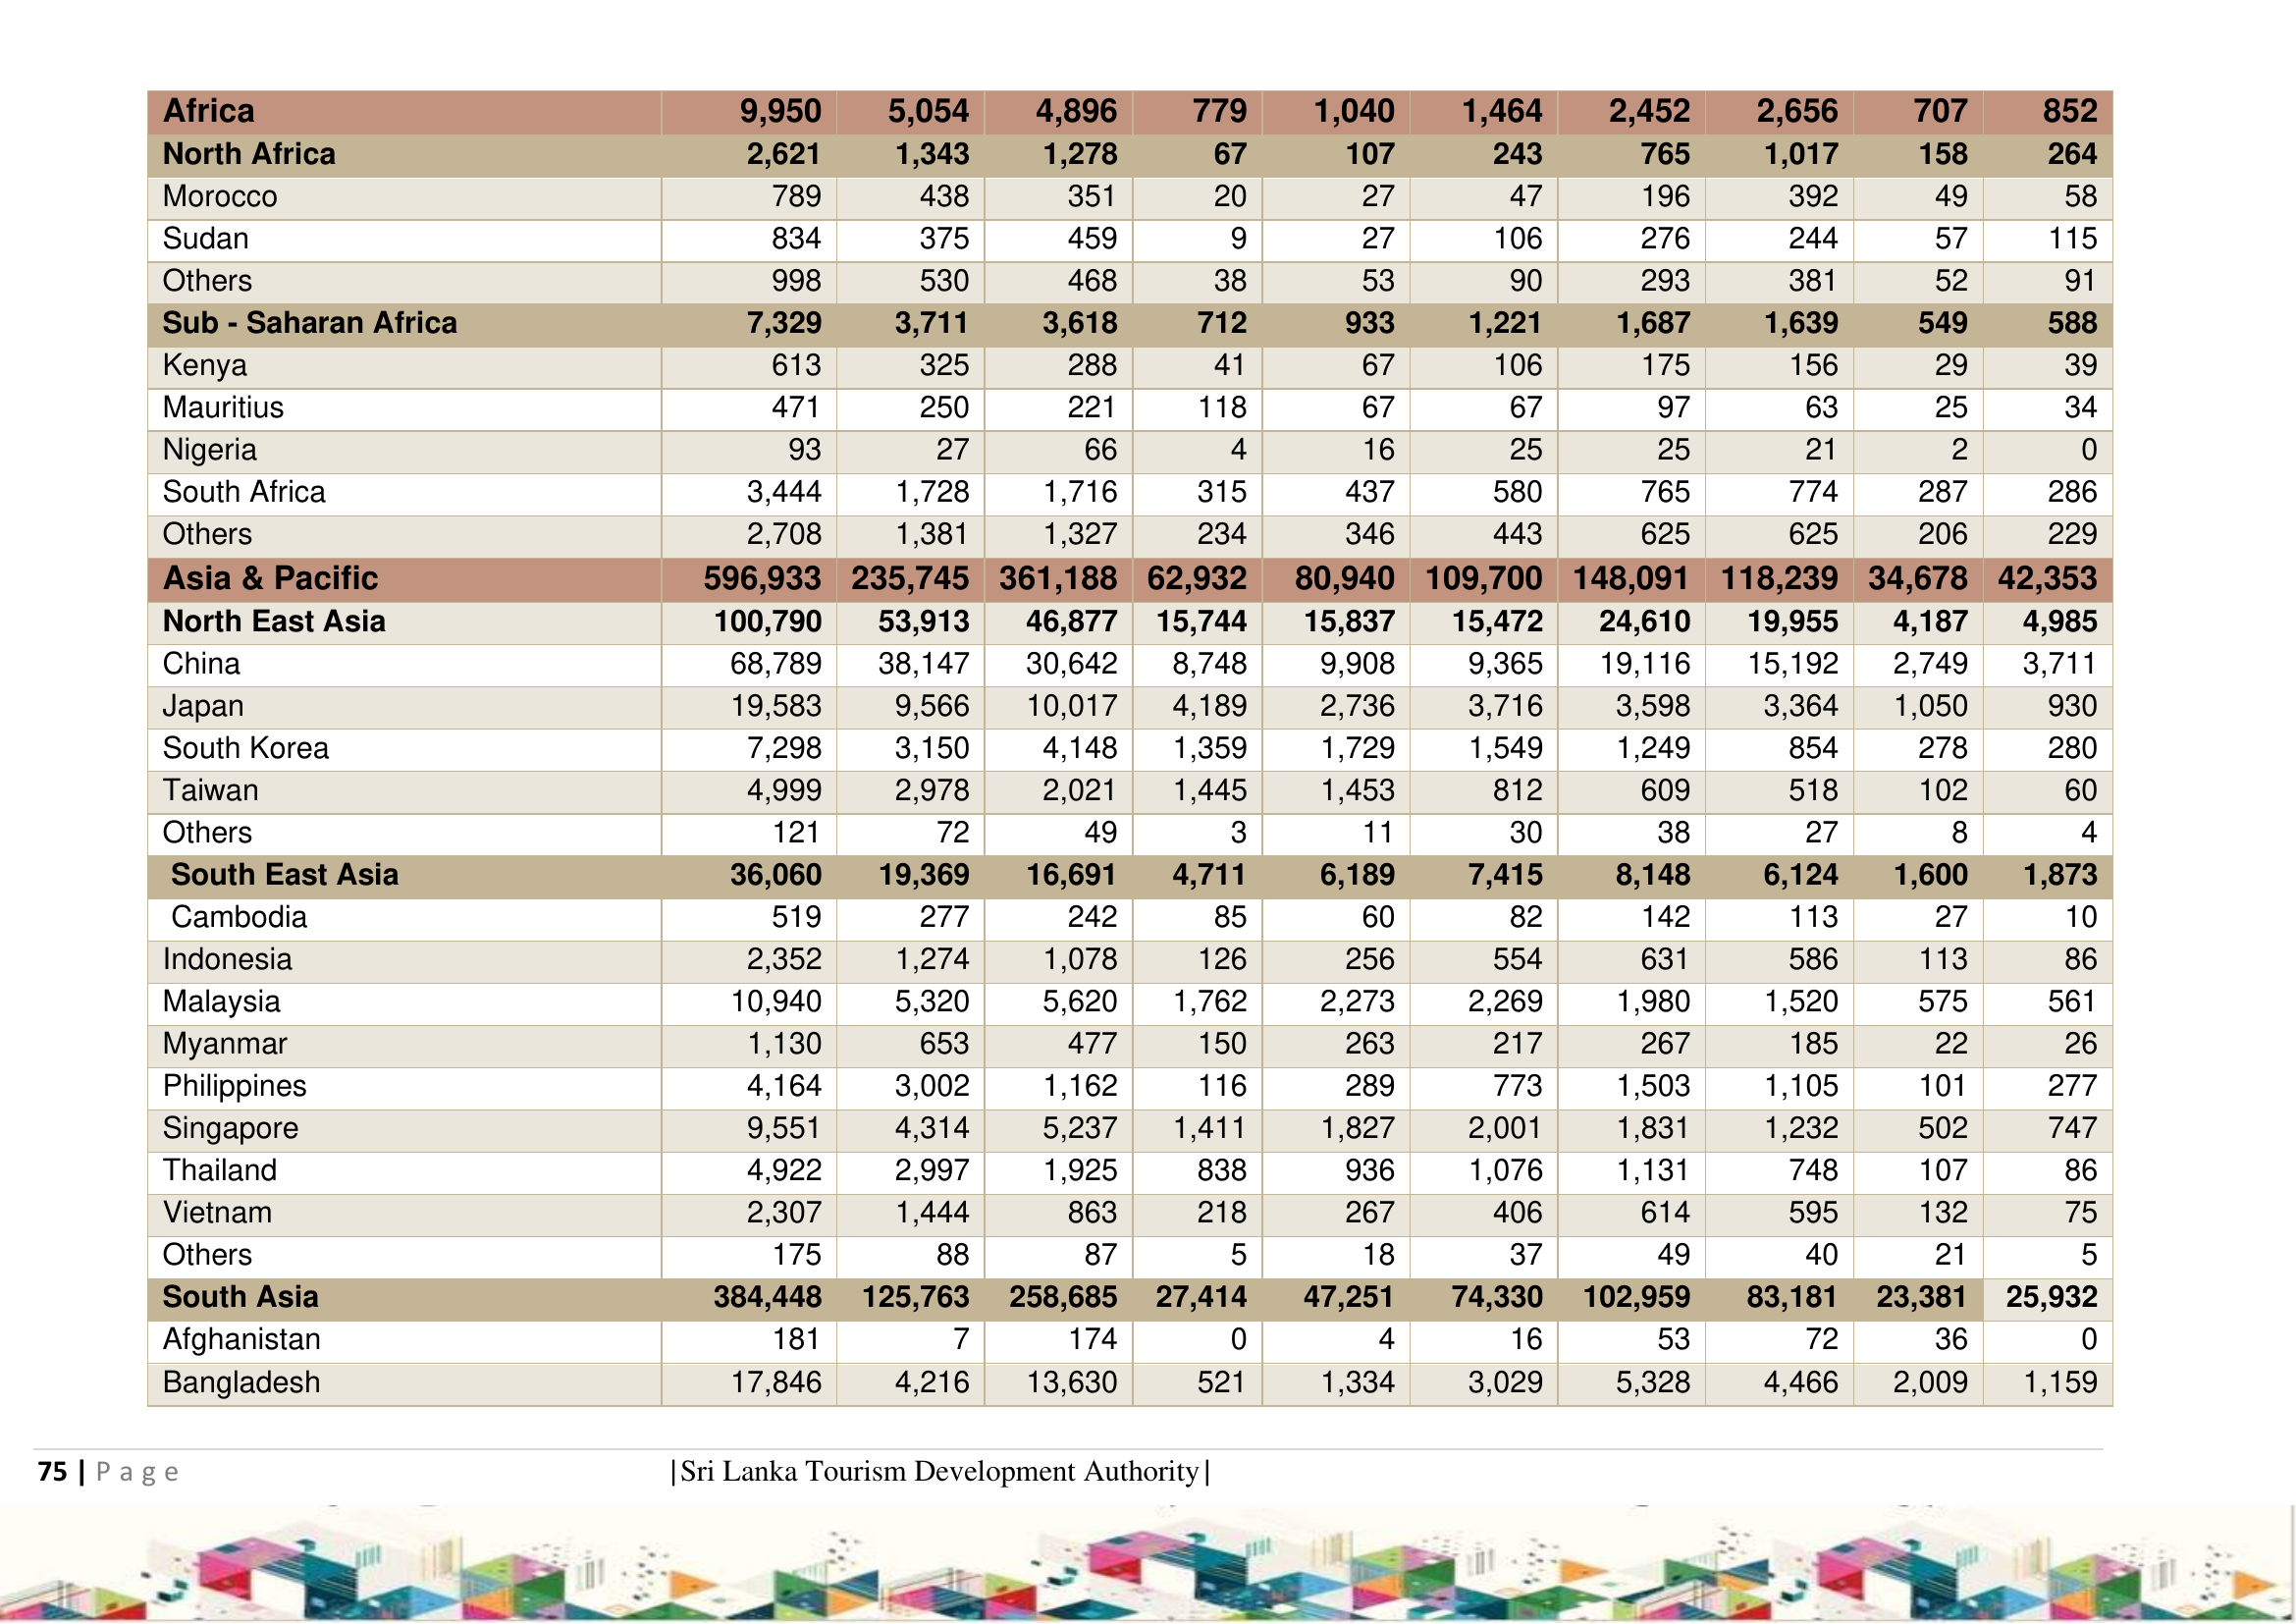 Africa 9,950 5,054 4,896 779 1,040 1,464 2,452 2,656 707 852
North Africa 2,621 1,343 1,278 67 107 243 765 1,017 158 264
Morocco 789 438 351 20 27 47 196 392 49 58
Sudan 834 375 459 9 27 106 276 244 57 115
Others 998 530 468 38 53 90 293 381 52 91
Sub - Saharan Africa 7,329 3,711 3,618 712 933 1,221 1,687 1,639 549 588
Kenya 613 325 288 41 67 106 175 156 29 39
Mauritius 471 250 221 118 67 67 97 63 25 34
Nigeria 93 27 66 4 16 25 25 21 2 0
South Africa 3,444 1,728 1,716 315 437 580 765 774 287 286
Others 2,708 1,381 1,327 234 346 443 625 625 206 229
Asia & Pacific 596,933 235,745 361,188 62,932 80,940 109,700 148,091 118,239 34,678 42,353
North East Asia 100,790 53,913 46,877 15,744 15,837 15,472 24,610 19,955 4,187 4,985
China 68,789 38,147 30,642 8,748 9,908 9,365 19,116 15,192 2,749 3,711
Japan 19,583 9,566 10,017 4,189 2,736 3,716 3,598 3,364 1,050 930
South Korea 7,298 3,150 4,148 1,359 1,729 1,549 1,249 854 278 280
Taiwan 4,999 2,978 2,021 1,445 1,453 812 609 518 102 60
Others 121 72 49 3 11 30 38 27 8 4
South East Asia 36,060 19,369 16,691 4,711 6,189 7,415 8,148 6,124 1,600 1,873
Cambodia 519 277 242 85 60 82 142 113 27 10
Indonesia 2,352 1,274 1,078 126 256 554 631 586 113 86
Malaysia 10,940 5,320 5,620 1,762 2,273 2,269 1,980 1,520 575 561
Myanmar 1,130 653 477 150 263 217 267 185 22 26
Philippines 4,164 3,002 1,162 116 289 773 1,503 1,105 101 277
Singapore 9,551 4,314 5,237 1,411 1,827 2,001 1,831 1,232 502 747
Thailand 4,922 2,997 1,925 838 936 1,076 1,131 748 107 86
Vietnam 2,307 1,444 863 218 267 406 614 595 132 75
Others 175 88 87 5 18 37 49 40 21 5
South Asia 384,448 125,763 258,685 27,414 47,251 74,330 102,959 83,181 23,381 25,932
Afghanistan 181 7 174 0 4 16 53 72 36 0
Bangladesh 17,846 4,216 13,630 521 1,334 3,029 5,328 4,466 2,009 1,159
75 | Page |Sri Lanka Tourism Development Authority|